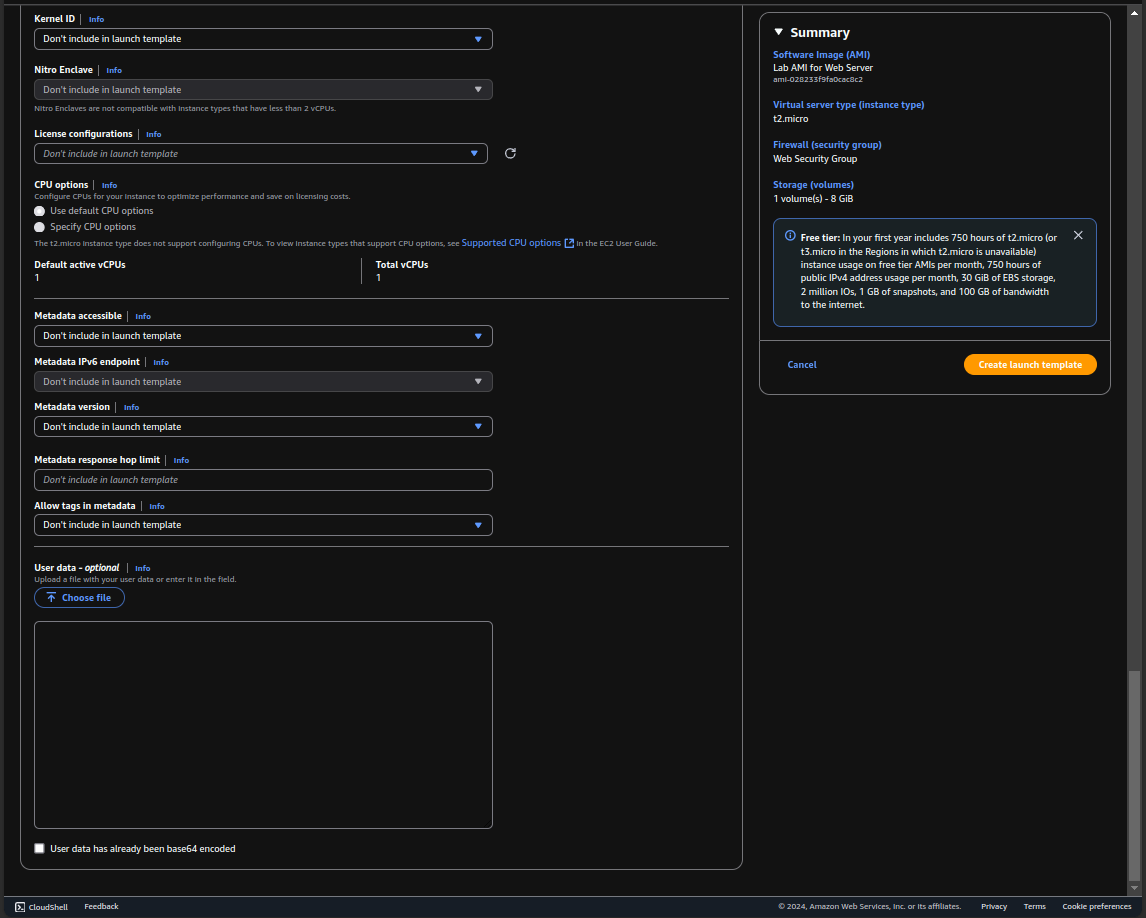 Kernel ID | Info
Don't include in launch template
Nitro Enclave | Info
Don't include in launch template
Nitro Enclaves are not compatible with instance types that have less than 2 vCPUs.
License configurations | Info
Don't include in launch template
CPU options | Info
Configure CPUs for your instance to optimize performance and save on licensing costs.
Use default CPU options
Specify CPU options
The t2.micro instance type does not support configuring CPUs. To view instance types that support CPU options, see Supported CPU options in the EC2 User Guide.
Default active vCPUs
1
Total vCPUs
1
Metadata accessible | Info
Don't include in launch template
Metadata IPv6 endpoint | Info
Don't include in launch template
Metadata version | Info
Don't include in launch template
Metadata response hop limit | Info
Don't include in launch template
Allow tags in metadata | Info
Don't include in launch template
User data - optional | Info
Upload a file with your user data or enter it in the field.
Choose file
User data has already been base64 encoded
Summary
Software Image (AMI)
Lab AMI for Web Server
ami-028233f9fa0cac8c2
Virtual server type (instance type)
t2.micro
Firewall (security group)
Web Security Group
Storage (volumes)
1 volume(s) - 8 GiB
Free tier: In your first year includes 750 hours of t2.micro (or
t3.micro in the Regions in which t2.micro is unavailable)
instance usage on free tier AMIs per month, 750 hours of
public IPv4 address usage per month, 30 GiB of EBS storage,
2 million IOs, 1 GB of snapshots, and 100 GB of bandwidth
to the internet.
Cancel
Create launch template
CloudShell
Feedback
© 2024, Amazon Web Services, Inc. or its affiliates.
Privacy
Terms
Cookie preferences